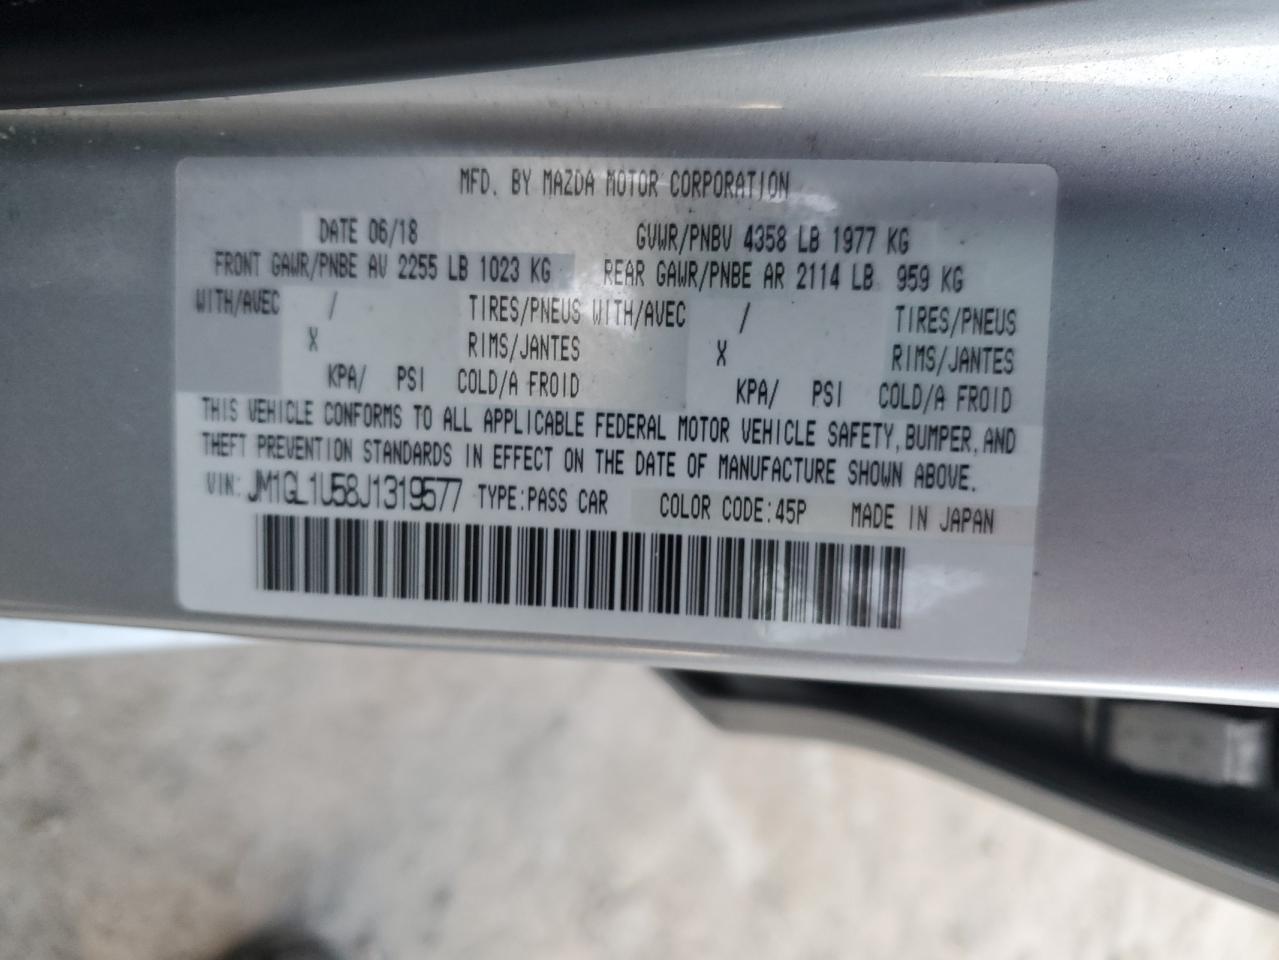 MFD. BY MAZDA MOTOR CORPORATION
DATE 06/18 GVWR/PNBV 4358 LB 1977 KG
FRONT GAWR/PNBE AV 2255 LB 1023 KG REAR GAWR/PNBE AR 2114 LB 959 KG
WITH/AVEC / TIRES/PNEUS WITH/AVEC / TIRES/PNEUS
X RIMS/JANTES X RIMS/JANTES
KPA/ PSI COLD/A FROID KPA/ PSI COLD/A FROID
THIS VEHICLE CONFORMS TO ALL APPLICABLE FEDERAL MOTOR VEHICLE SAFETY, BUMPER, AND
THEFT PREVENTION STANDARDS IN EFFECT ON THE DATE OF MANUFACTURE SHOWN ABOVE.
VIN: JM1GL1U58J1319577 TYPE: PASS CAR COLOR CODE: 45P MADE IN JAPAN